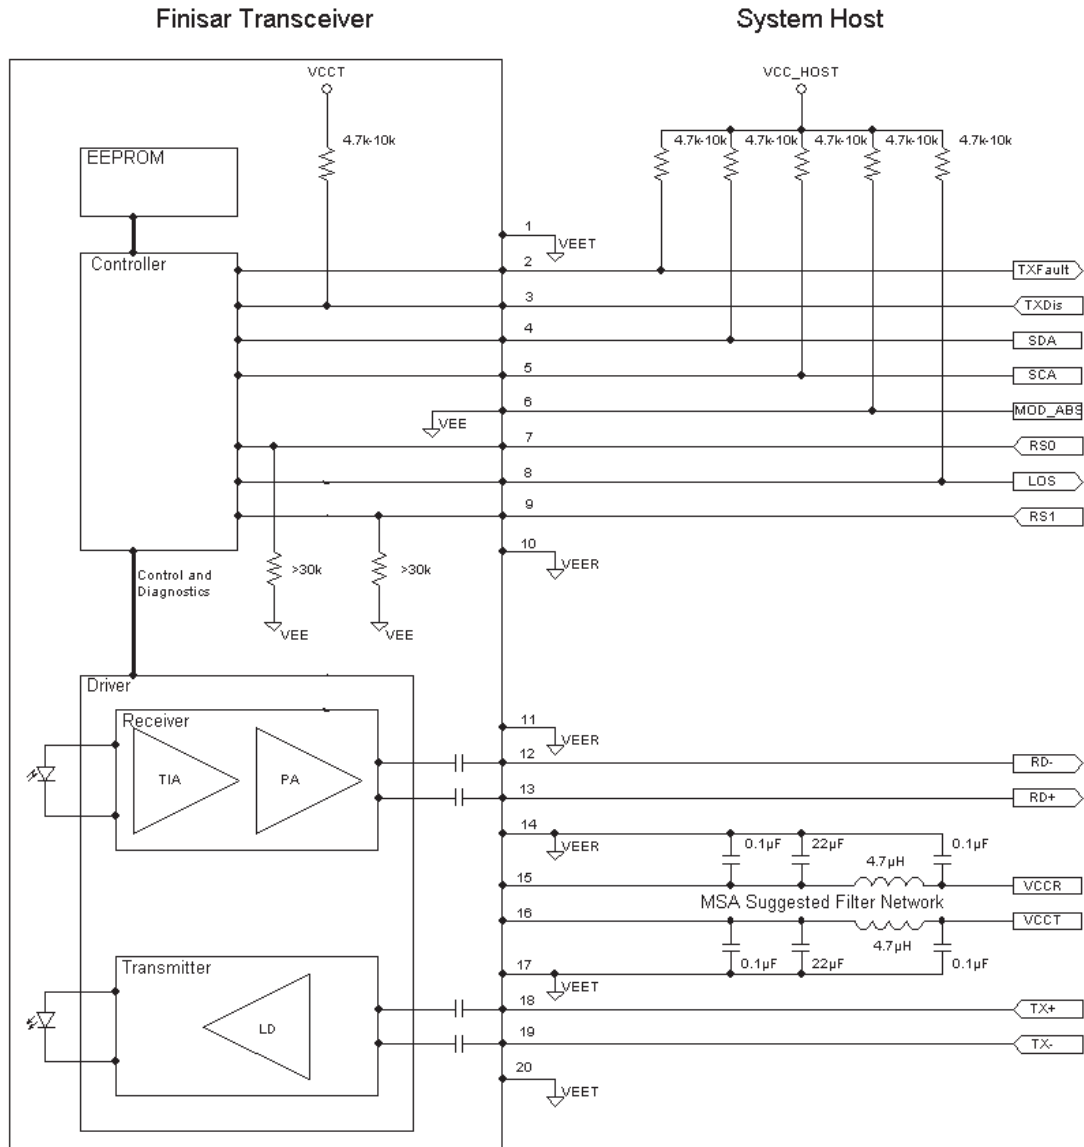 Finisar Transceiver
System Host
VCCT
VCC_HOST
4.7k-10k
4.7k-10k
4.7k-10k
4.7k-10k
4.7k-10k
4.7k-10k
EEPROM
1
VEET
Controller
2
TXFault
3
TXDis
4
SDA
5
SCA
6
VEE
MOD_ABS
7
RS0
8
LOS
9
RS1
10
VEER
Control and
Diagnostics
>30k
>30k
VEE
VEE
Driver
Receiver
TIA
PA
11
VEER
12
RD-
13
RD+
14
VEER
0.1µF
22µF
4.7µH
0.1µF
15
VCCR
MSA Suggested Filter Network
16
VCCT
4.7µH
0.1µF
22µF
0.1µF
17
VEET
Transmitter
LD
18
TX+
19
TX-
20
VEET